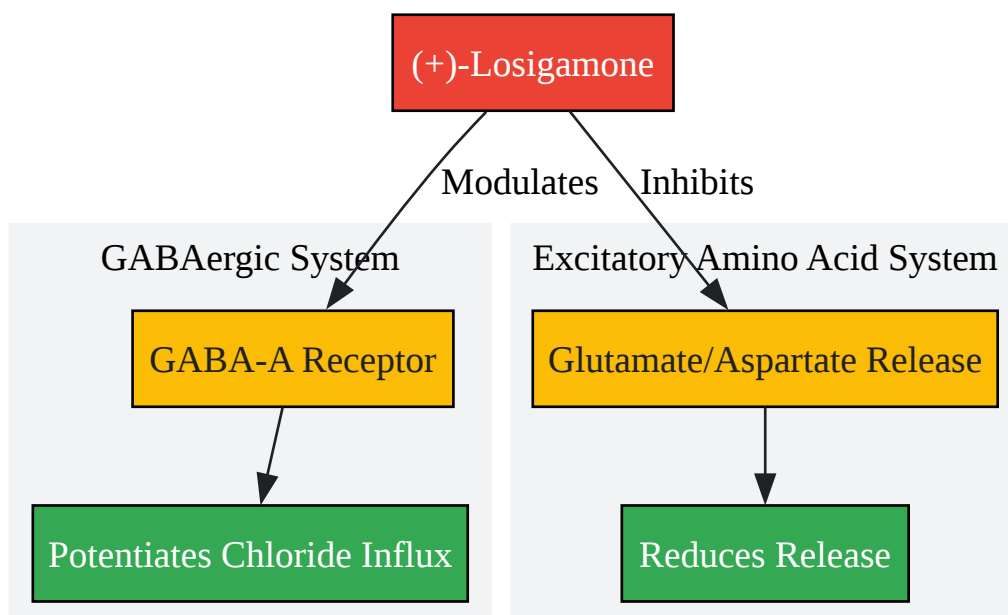 (+)-Losigamone
Modulates
Inhibits
GABAergic System
Excitatory Amino Acid System
GABA-A Receptor
Glutamate/Aspartate Release
Potentiates Chloride Influx
Reduces Release